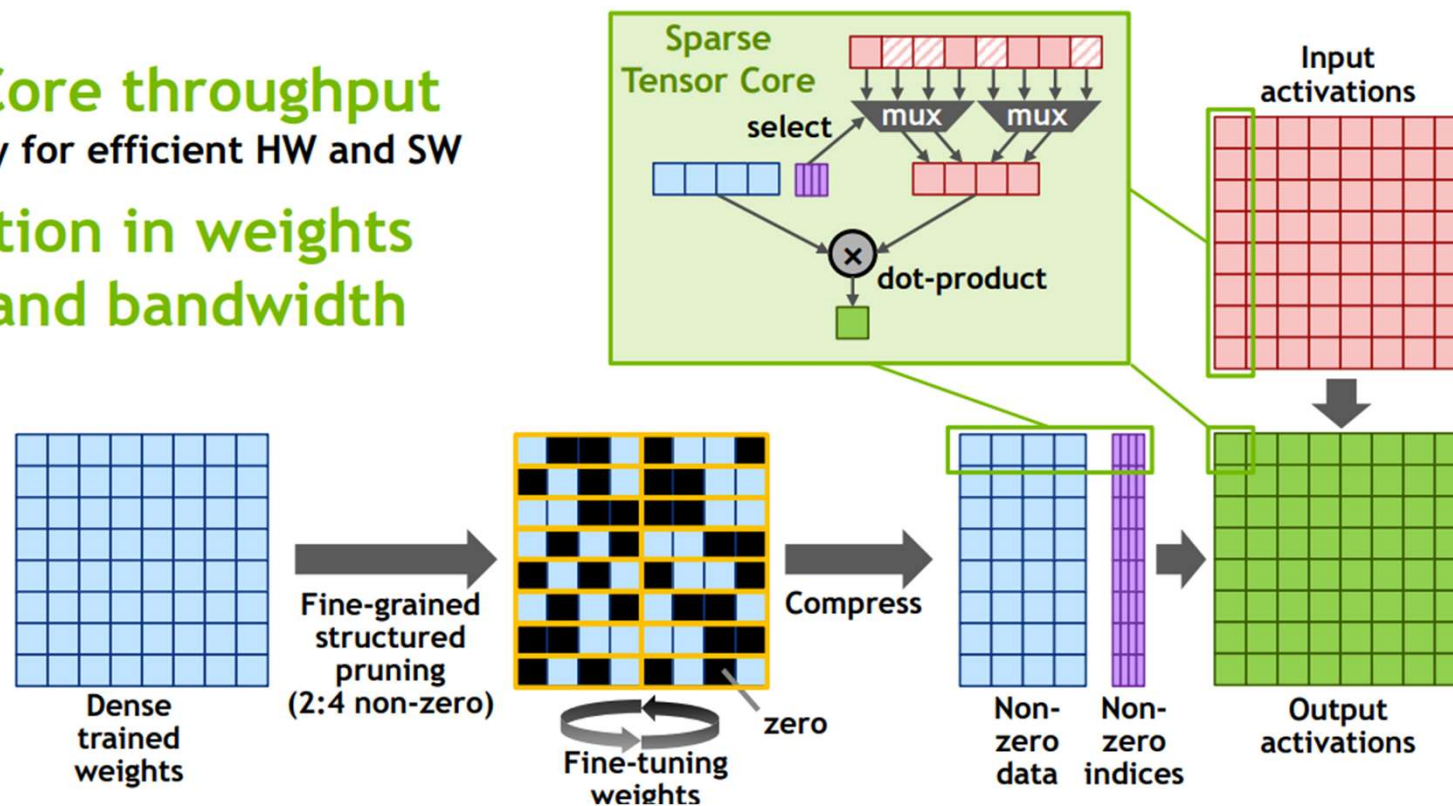 Core throughput
y for efficient HW and SW
tion in weights
and bandwidth
Sparse
Tensor Core
mux
mux
select
×
dot-product
Input
activations
Dense
trained
weights
Fine-grained
structured
pruning
(2:4 non-zero)
zero
Fine-tuning
weights
Compress
Non-
zero
data
Non-
zero
indices
Output
activations